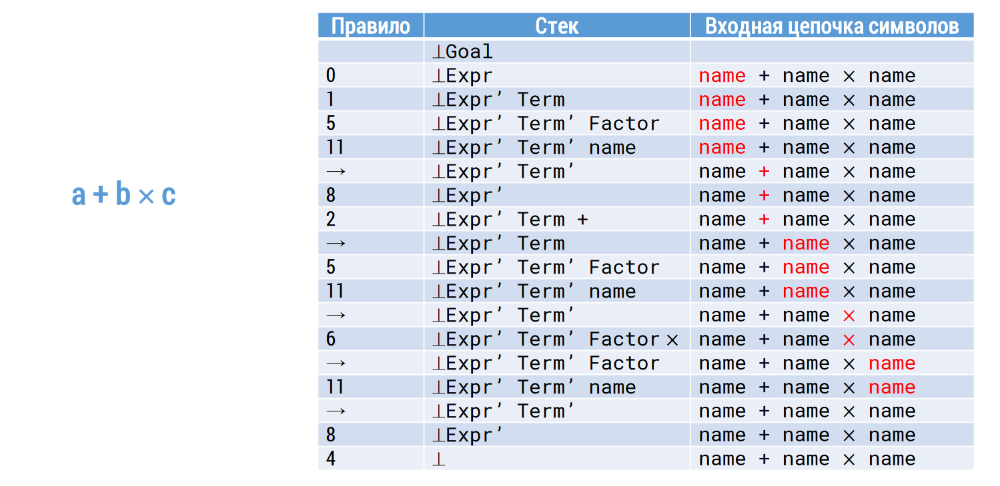 a + b × c
Правило Стек Входная цепочка символов
⊥Goal
0 ⊥Expr name + name × name
1 ⊥Expr’ Term name + name × name
5 ⊥Expr’ Term’ Factor name + name × name
11 ⊥Expr’ Term’ name name + name × name
→ ⊥Expr’ Term’ name + name × name
8 ⊥Expr’ name + name × name
2 ⊥Expr’ Term + name + name × name
→ ⊥Expr’ Term name + name × name
5 ⊥Expr’ Term’ Factor name + name × name
11 ⊥Expr’ Term’ name name + name × name
→ ⊥Expr’ Term’ name + name × name
6 ⊥Expr’ Term’ Factor × name + name × name
→ ⊥Expr’ Term’ Factor name + name × name
11 ⊥Expr’ Term’ name name + name × name
→ ⊥Expr’ Term’ name + name × name
8 ⊥Expr’ name + name × name
4 ⊥ name + name × name